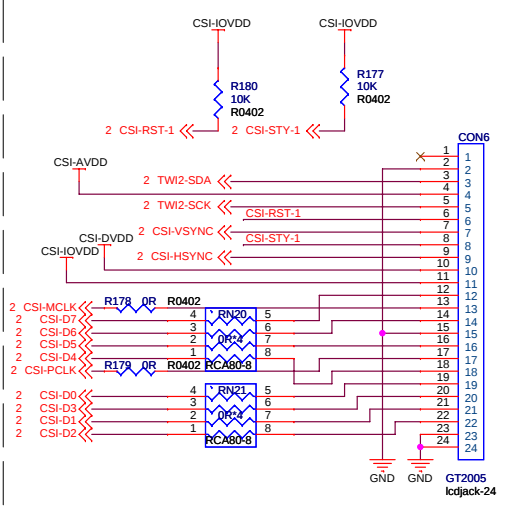 CSI-IOVDD CSI-IOVDD
R180 10K R0402
R177 10K R0402
2 CSI-RST-1 2 CSI-STY-1
CON6
CSI-AVDD
2 TWI2-SDA
2 TWI2-SCK
CSI-RST-1
2 CSI-VSYNC
CSI-DVDD
CSI-STY-1
CSI-IOVDD
2 CSI-HSYNC
1 1
2 2
3 3
4 4
5 5
6 6
7 7
8 8
9 9
10 10
11 11
12 12
13 13
14 14
15 15
16 16
17 17
18 18
19 19
20 20
21 21
22 22
23 23
24 24
2 CSI-MCLK R178 0R R0402
2 CSI-D7 4 RN20 5
2 CSI-D6 3 6
2 CSI-D5 2 0R*4 7
2 CSI-D4 1 8
2 CSI-PCLK R179 0R R0402 RCA80-8
2 CSI-D0 4 RN21 5
2 CSI-D3 3 6
2 CSI-D1 2 0R*4 7
2 CSI-D2 1 8
RCA80-8
GND GND
GT2005
lcdjack-24